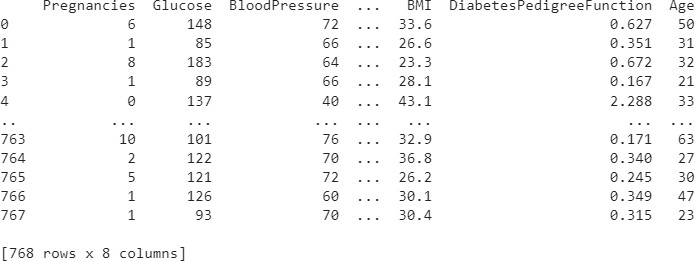 Pregnancies  Glucose  BloodPressure  ...   BMI  DiabetesPedigreeFunction  Age
0              6      148             72  ...  33.6                     0.627   50
1              1       85             66  ...  26.6                     0.351   31
2              8      183             64  ...  23.3                     0.672   32
3              1       89             66  ...  28.1                     0.167   21
4              0      137             40  ...  43.1                     2.288   33
..           ...      ...            ...  ...   ...                       ...  ...
763           10      101             76  ...  32.9                     0.171   63
764            2      122             70  ...  36.8                     0.340   27
765            5      121             72  ...  26.2                     0.245   30
766            1      126             60  ...  30.1                     0.349   47
767            1       93             70  ...  30.4                     0.315   23
[768 rows x 8 columns]